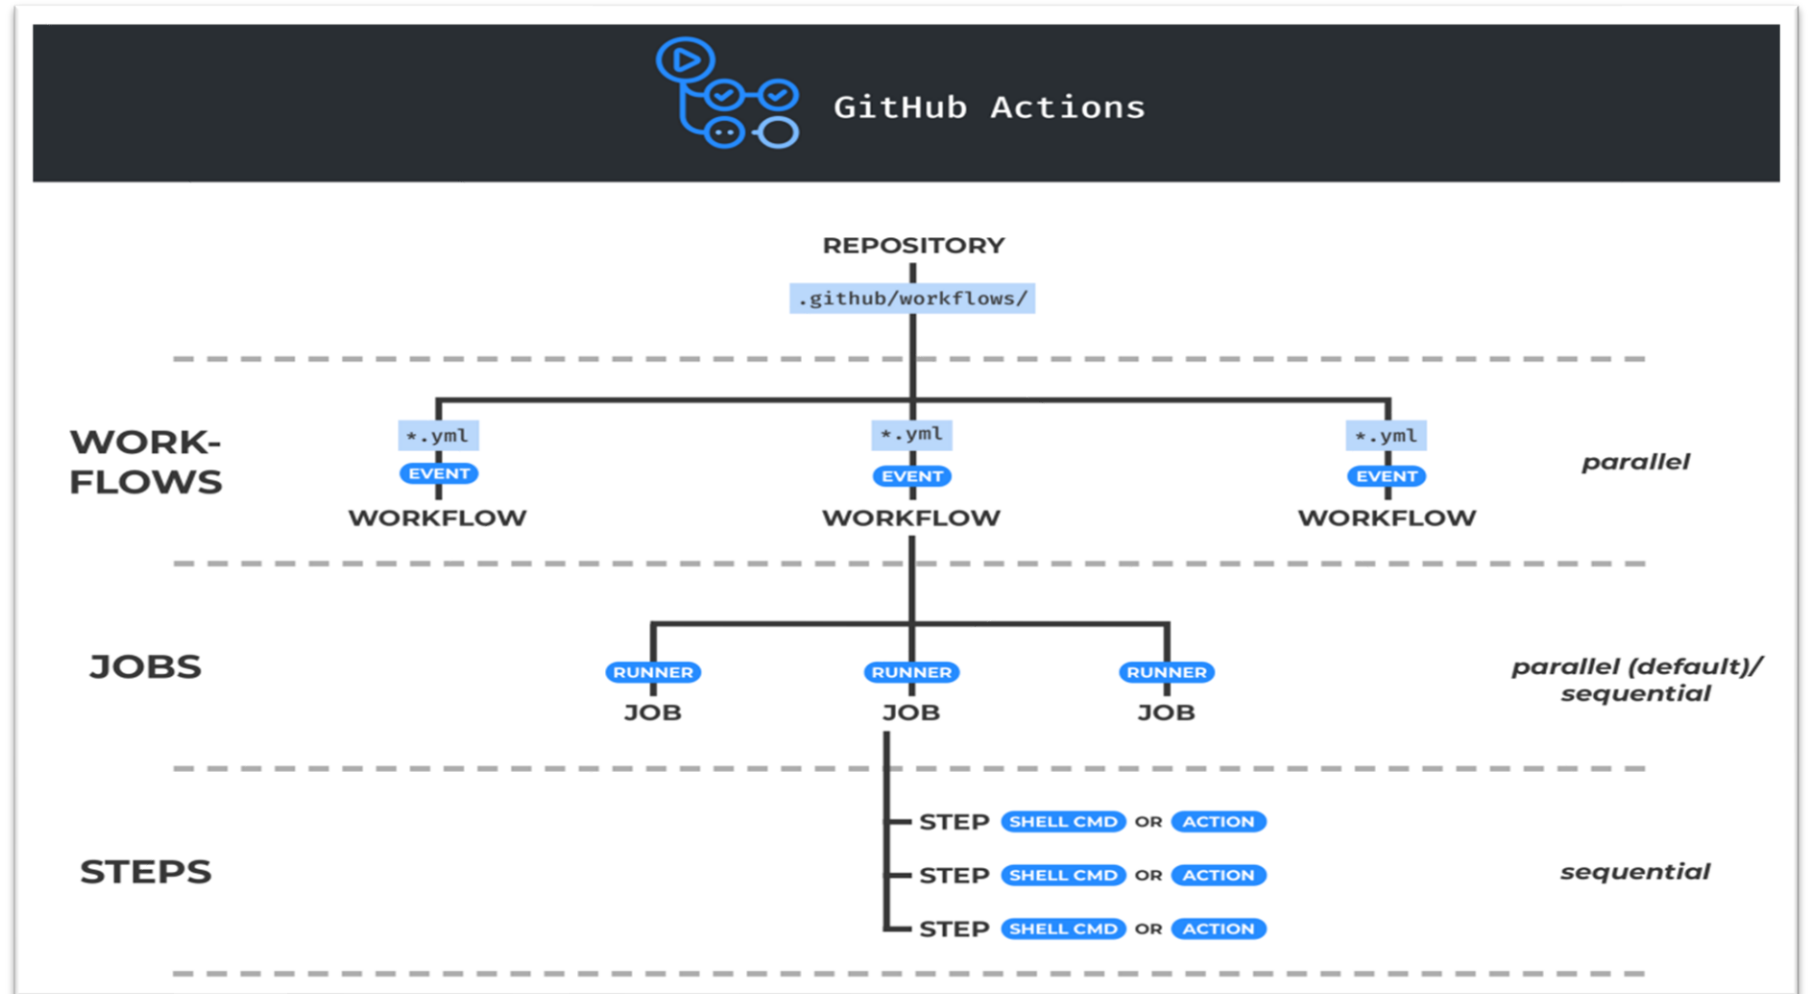 GitHub Actions
REPOSITORY
.github/workflows/
WORK-
FLOWS
*.yml
*.yml
*.yml
EVENT
EVENT
EVENT
WORKFLOW
WORKFLOW
WORKFLOW
parallel
JOBS
RUNNER
RUNNER
RUNNER
JOB
JOB
JOB
parallel (default)/
sequential
STEPS
STEP SHELL CMD OR ACTION
STEP SHELL CMD OR ACTION
STEP SHELL CMD OR ACTION
sequential